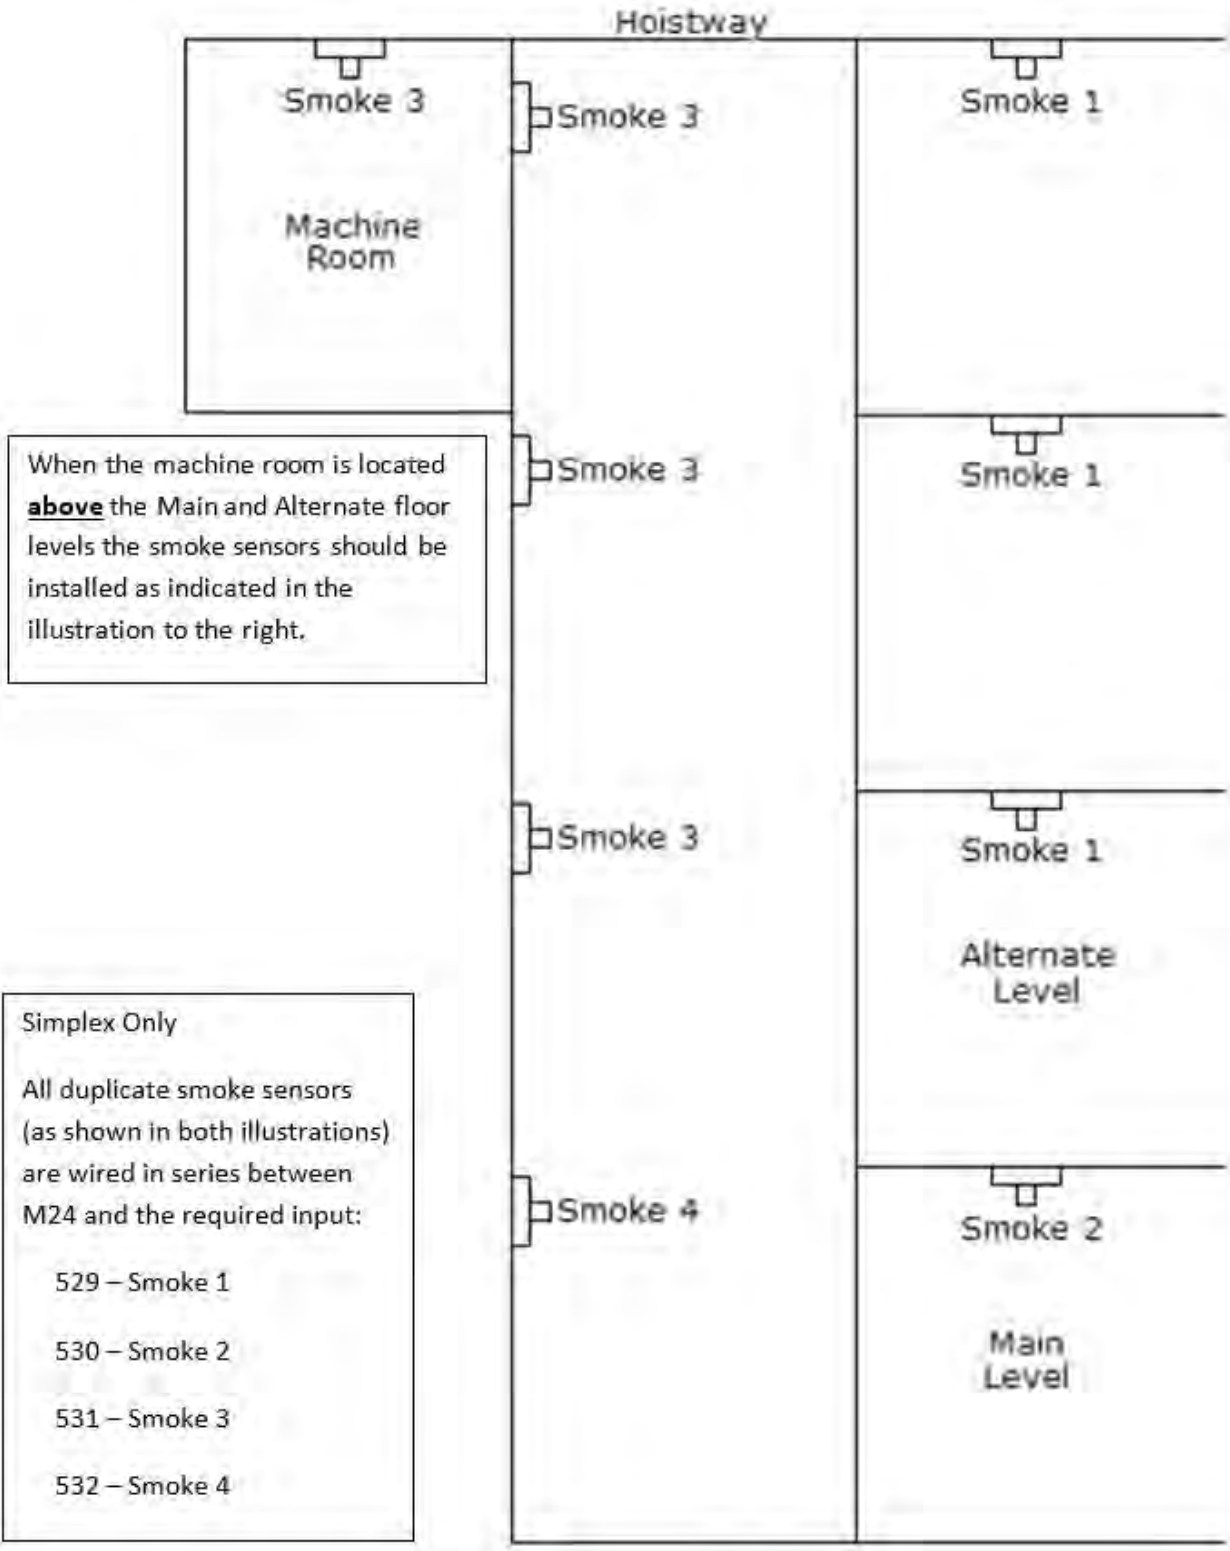 Hoistway
Smoke 3
Smoke 3
Smoke 1
Machine
Room
Smoke 3
Smoke 1
When the machine room is located
above the Main and Alternate floor
levels the smoke sensors should be
installed as indicated in the
illustration to the right.
Smoke 3
Smoke 1
Alternate
Level
Simplex Only
All duplicate smoke sensors
(as shown in both illustrations)
are wired in series between
M24 and the required input:
529 – Smoke 1
530 – Smoke 2
531 – Smoke 3
532 – Smoke 4
Smoke 4
Smoke 2
Main
Level